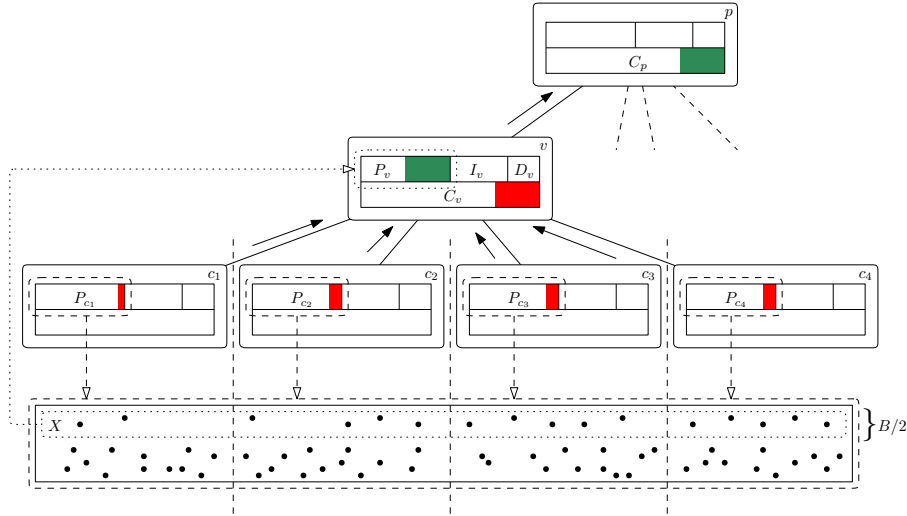 p
C_p
v
P_v I_v D_v
C_v
c_1 c_2 c_3 c_4
P_{c_1} P_{c_2} P_{c_3} P_{c_4}
X } B/2